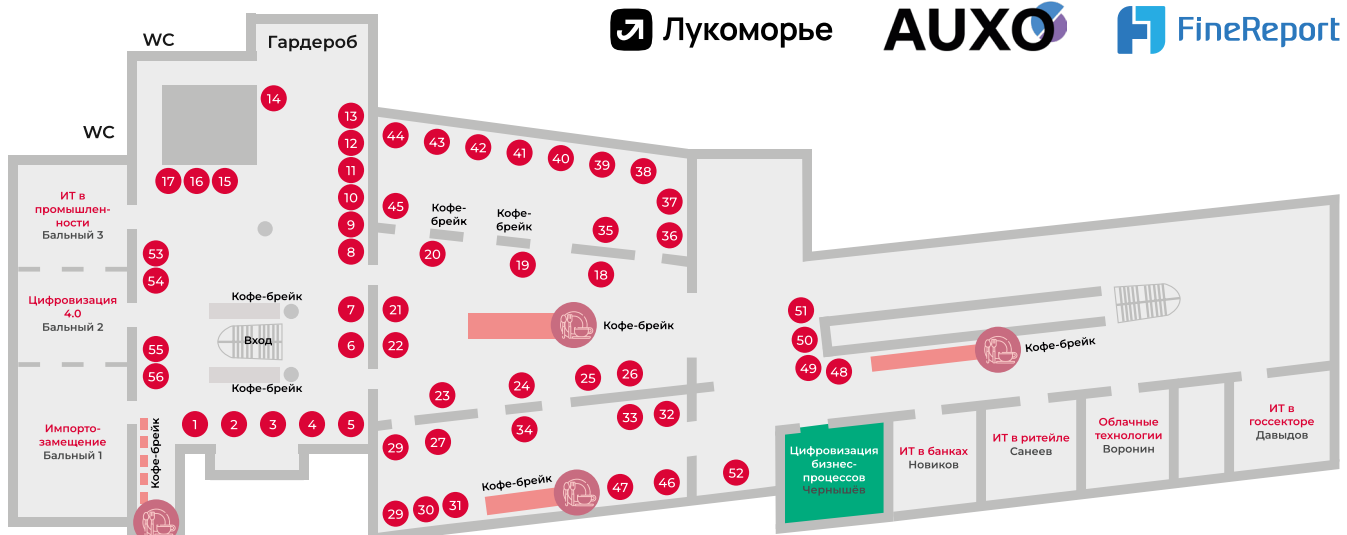 Лукоморье
AUXO
FineReport
WC
Гардероб
WC
14
13
12
11
10
9
8
17
16
15
44
43
42
41
40
39
38
37
36
45
Кофе-
брейк
Кофе-
брейк
35
20
19
18
ИТ в
промышлен-
ности
Бальный 3
53
54
Цифровизация
4.0
Бальный 2
55
56
Импорто-
замещение
Бальный 1
Кофе-брейк
Вход
Кофе-брейк
7
6
21
22
Кофе-брейк
1
2
3
4
5
Кофе-брейк
23
24
25
26
29
27
34
33
32
29
30
31
Кофе-брейк
47
46
52
51
50
49
48
Кофе-брейк
Цифровизация
бизнес-
процессов
Чернышёв
ИТ в банках
Новиков
ИТ в ритейле
Санеев
Облачные
технологии
Воронин
ИТ в
госсекторе
Давыдов